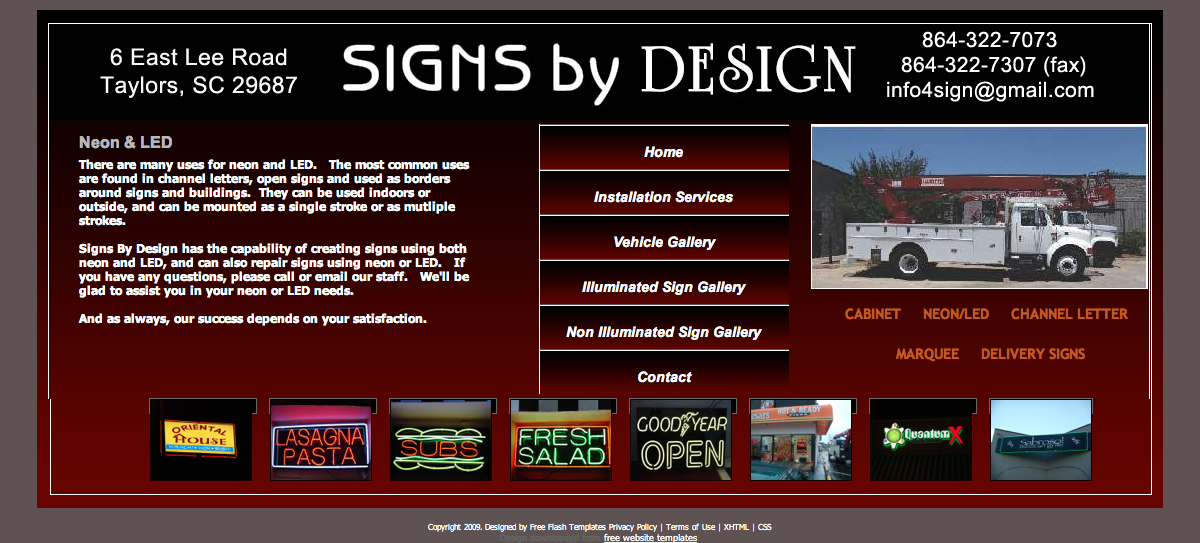 6 East Lee Road
Taylors, SC 29687
SIGNS by DESIGN
864-322-7073
864-322-7307 (fax)
info4sign@gmail.com
Neon & LED
There are many uses for neon and LED. The most common uses
are found in channel letters, open signs and used as borders
around signs and buildings. They can be used indoors or
outside, and can be mounted as a single stroke or as mutliple
strokes.
Signs By Design has the capability of creating signs using both
neon and LED, and can also repair signs using neon or LED. If
you have any questions, please call or email our staff. We'll be
glad to assist you in your neon or LED needs.
And as always, our success depends on your satisfaction.
Home
Installation Services
Vehicle Gallery
Illuminated Sign Gallery
Non Illuminated Sign Gallery
Contact
CABINET NEON/LED CHANNEL LETTER
MARQUEE DELIVERY SIGNS
ORIENTAL
HOUSE
LASAGNA
PASTA
SUBS
FRESH
SALAD
GOODYEAR
OPEN
HOT-N-READY
QuantumX
Copyright 2009. Designed by Free Flash Templates Privacy Policy | Terms of Use | XHTML | CSS
Design downloaded from free website templates